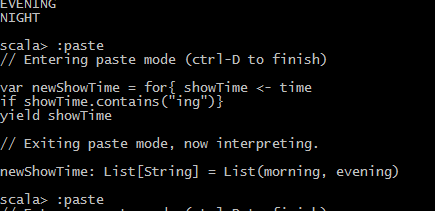 EVENING
NIGHT
scala> :paste
// Entering paste mode (ctrl-D to finish)
var newShowTime = for{ showTime <- time
if showTime.contains("ing")}
yield showTime
// Exiting paste mode, now interpreting.
newShowTime: List[String] = List(morning, evening)
scala> :paste